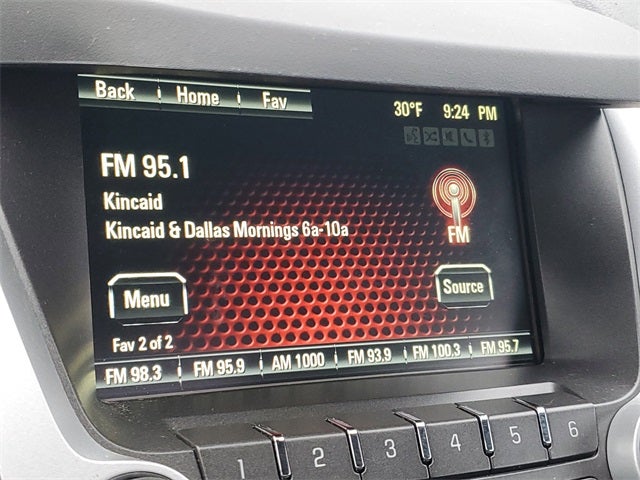 Back Home Fav 30°F 9:24 PM
FM 95.1
Kincaid
Kincaid & Dallas Mornings 6a-10a
FM
Menu Source
Fav 2 of 2
FM 98.3 FM 95.9 AM 1000 FM 93.9 FM 100.3 FM 95.7
1 2 3 4 5 6